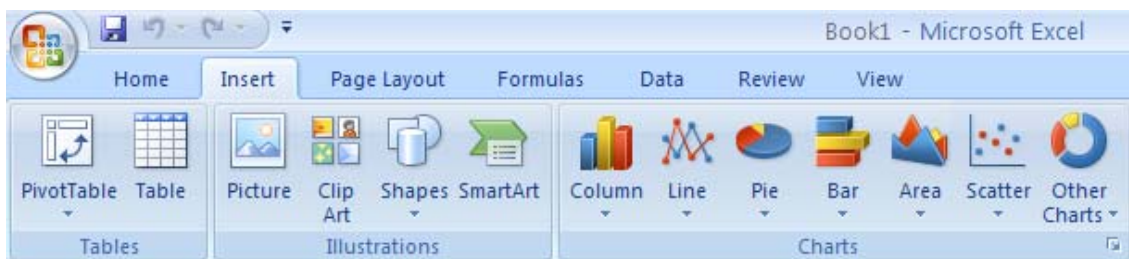 Book1 - Microsoft Excel
Home Insert Page Layout Formulas Data Review View
PivotTable Table Picture Clip Art Shapes SmartArt Column Line Pie Bar Area Scatter Other Charts
Tables Illustrations Charts